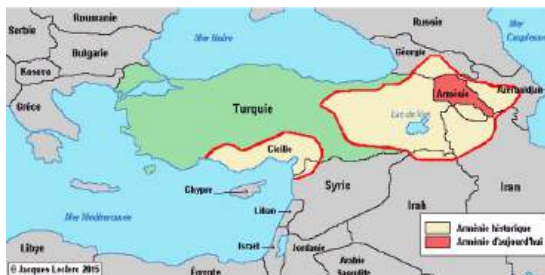 Roumanie
Russie
Serbie
Mer Noire
Mer
Caspienne
Bulgarie
Géorgie
Kosovo
Azerbaïdjan
Arménie
Grèce
Turquie
Lac de Van
Cicilie
Chypre
Syrie
Iran
Liban
Irak
Mer Méditerranée
Arménie historique
Israël
Arménie d'aujourd'hui
Jordanie
Libye
Égypte
Arabie
Saoudite
© Jacques Leclerc 2015